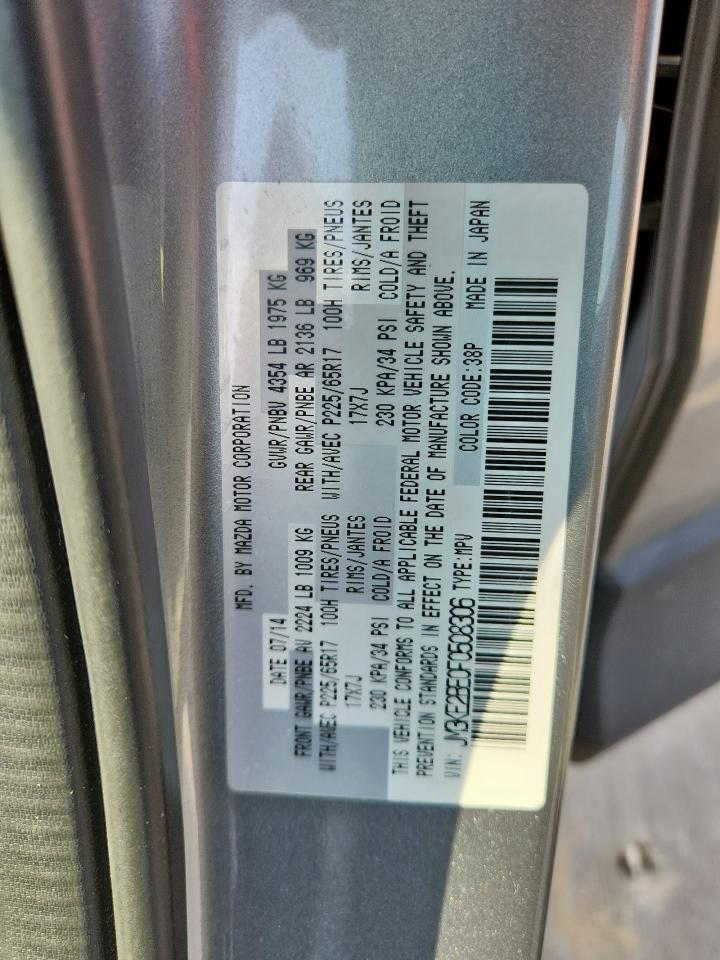 MFD. BY MAZDA MOTOR CORPORATION
DATE 07/14 GVWR/PNBV 4354 LB 1975 KG
FRONT GAWR/PNBE AV 2224 LB 1009 KG REAR GAWR/PNBE AR 2136 LB 969 KG
WITH/AVEC P225/65R17 100H TIRES/PNEUS WITH/AVEC P225/65R17 100H TIRES/PNEUS
17X7J RIMS/JANTES 17X7J RIMS/JANTES
230 KPA/34 PSI COLD/A FROID 230 KPA/34 PSI COLD/A FROID
THIS VEHICLE CONFORMS TO ALL APPLICABLE FEDERAL MOTOR VEHICLE SAFETY AND THEFT
PREVENTION STANDARDS IN EFFECT ON THE DATE OF MANUFACTURE SHOWN ABOVE.
VIN: JM3KE2BE0F0508306 TYPE:MPV COLOR CODE:38P MADE IN JAPAN